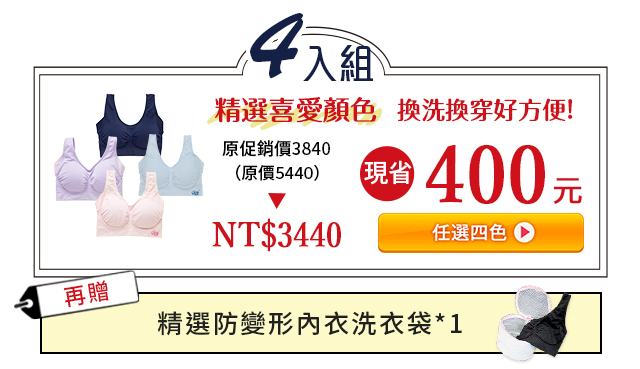 4入組
精選喜愛顏色 換洗換穿好方便!
原促銷價3840
（原價5440）
NT$3440
現省400元
任選四色
再贈
精選防變形內衣洗衣袋*1